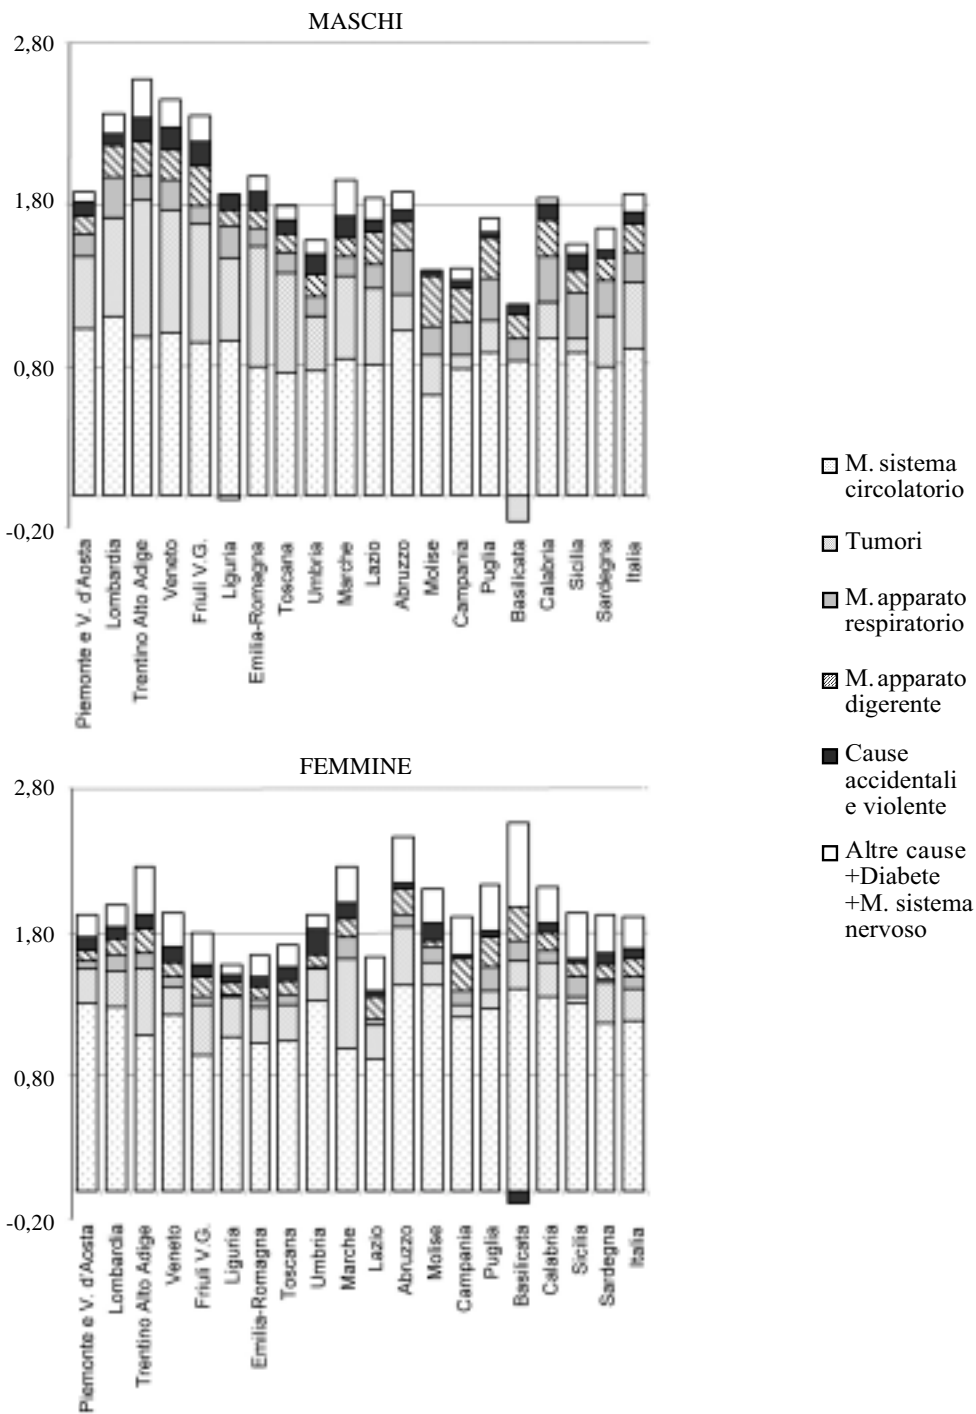 MASCHI
2,80
1,80
0,80
-0,20
Piemonte e V. d'Aosta
Lombardia
Trentino Alto Adige
Veneto
Friuli V.G.
Liguria
Emilia-Romagna
Toscana
Umbria
Marche
Lazio
Abruzzo
Molise
Campania
Puglia
Basilicata
Calabria
Sicilia
Sardegna
Italia
M. sistema
circolatorio
Tumori
M. apparato
respiratorio
M. apparato
digerente
Cause
accidentali
e violente
Altre cause
+Diabete
+M. sistema
nervoso
FEMMINE
2,80
1,80
0,80
-0,20
Piemonte e V. d'Aosta
Lombardia
Trentino Alto Adige
Veneto
Friuli V.G.
Liguria
Emilia-Romagna
Toscana
Umbria
Marche
Lazio
Abruzzo
Molise
Campania
Puglia
Basilicata
Calabria
Sicilia
Sardegna
Italia